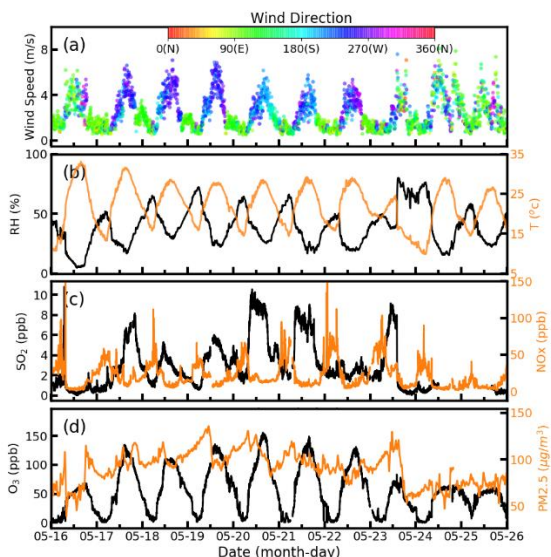 Wind Direction
0(N) 90(E) 180(S) 270(W) 360(N)
(a)
Wind Speed (m/s)
8
4
0
(b)
RH (%)
100
50
0
T (°c)
35
25
15
5
(c)
SO₂ (ppb)
10
8
6
4
2
0
NOx (ppb)
150
100
50
0
(d)
O₃ (ppb)
150
100
50
0
PM2.5 (μg/m³)
150
100
50
05-16 05-17 05-18 05-19 05-20 05-21 05-22 05-23 05-24 05-25 05-26
Date (month-day)